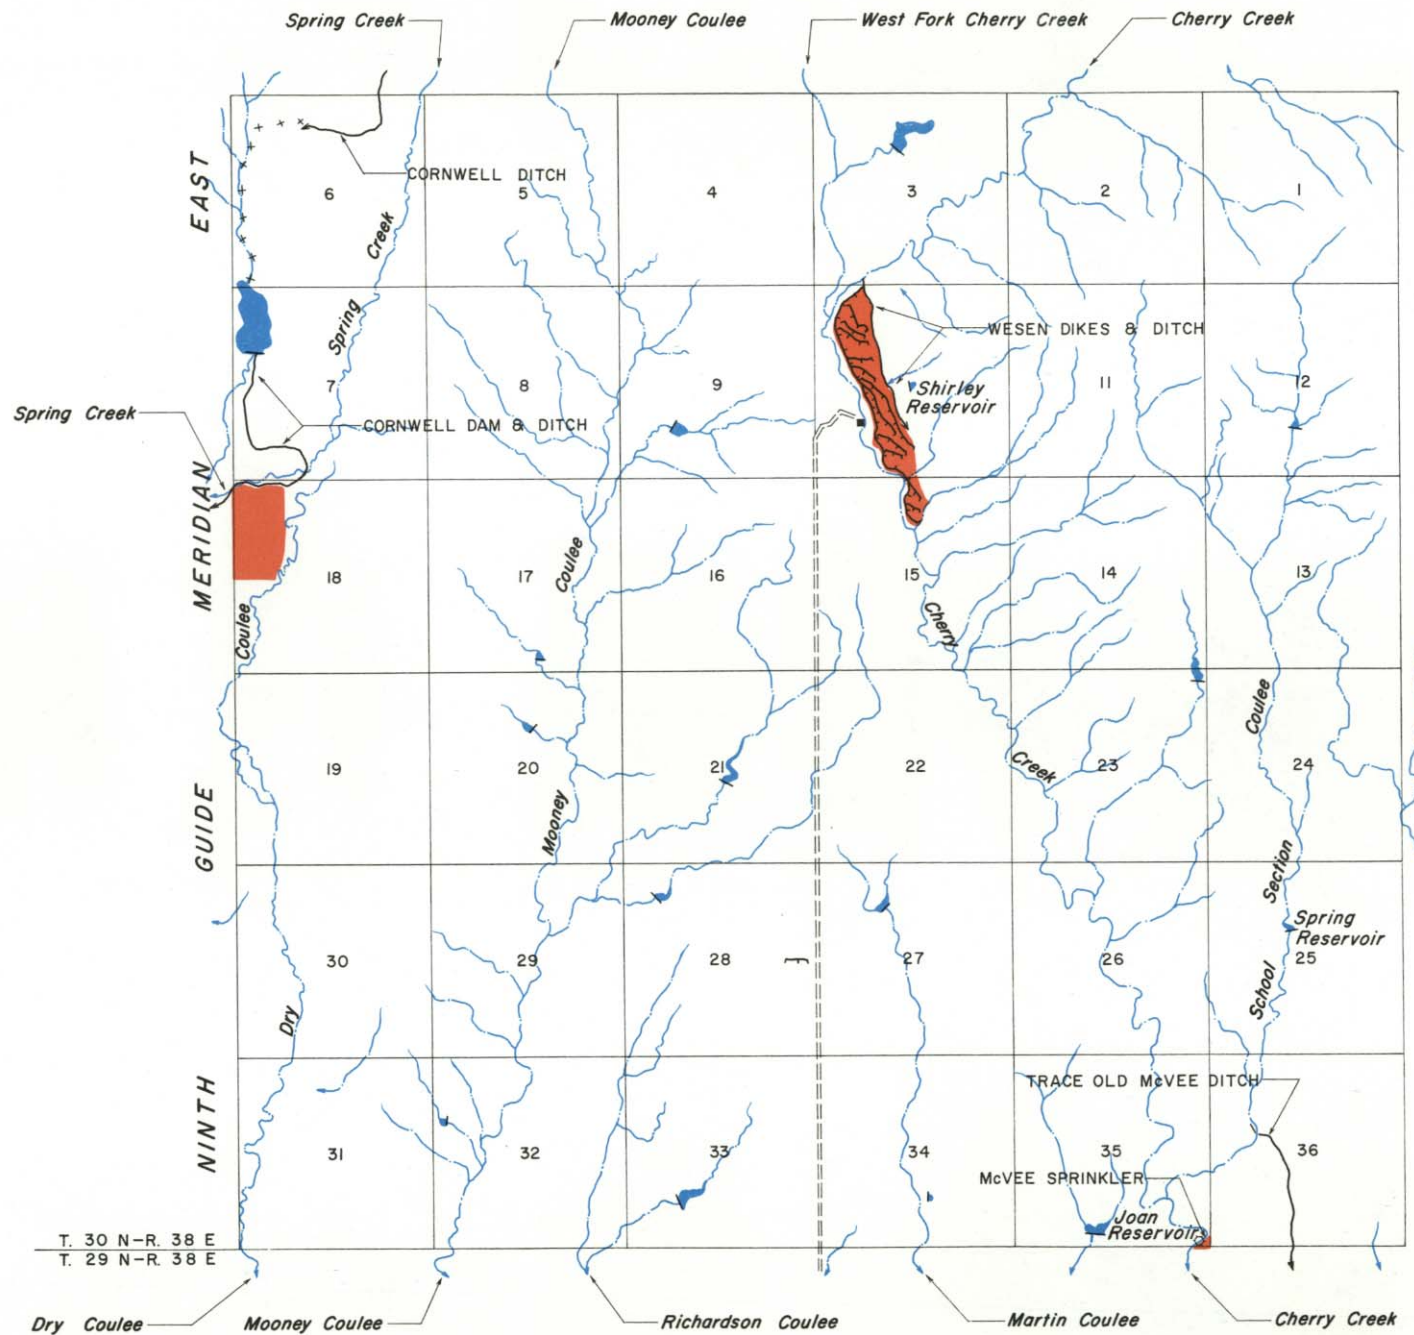 Spring Creek
Mooney Coulee
West Fork Cherry Creek
Cherry Creek
EAST
CORNWELL DITCH
6
5
4
3
2
1
Creek
Spring
WESEN DIKES & DITCH
7
8
9
Shirley
Reservoir
11
12
Spring Creek
CORNWELL DAM & DITCH
MERIDIAN
18
17
Coulee
16
15
14
13
Coulee
Cherry
Coulee
19
20
21
22
Creek
23
24
Mooney
GUIDE
Section
Spring
Reservoir
30
29
28
27
26
25
Dry
School
NINTH
TRACE OLD McVEE DITCH
31
32
33
34
35
36
McVEE SPRINKLER
Joan
Reservoir
T. 30 N-R. 38 E
T. 29 N-R. 38 E
Dry Coulee
Mooney Coulee
Richardson Coulee
Martin Coulee
Cherry Creek